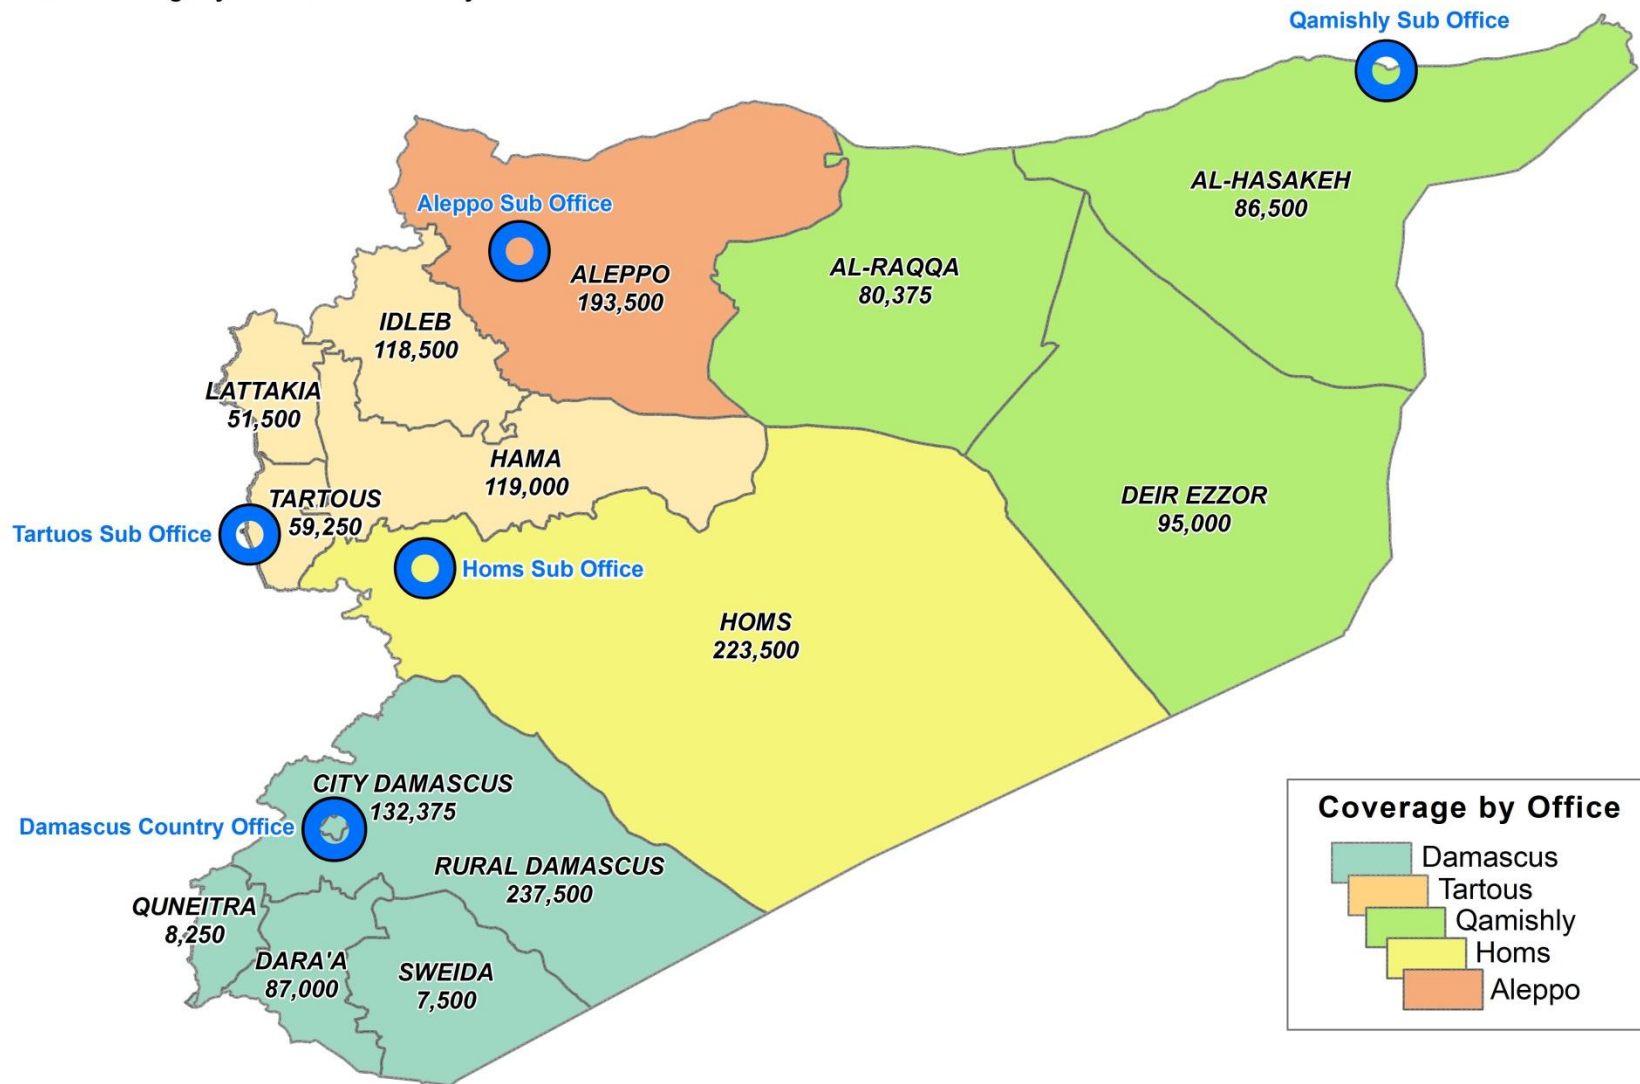 Qamishly Sub Office
AL-HASAKEH
86,500
Aleppo Sub Office
AL-RAQQA
80,375
ALEPPO
193,500
IDLEB
118,500
LATTAKIA
51,500
HAMA
119,000
DEIR EZZOR
95,000
TARTOUS
59,250
Tartuos Sub Office
Homs Sub Office
HOMS
223,500
CITY DAMASCUS
132,375
Damascus Country Office
RURAL DAMASCUS
237,500
QUNEITRA
8,250
DARA'A
87,000
SWEIDA
7,500
Coverage by Office
Damascus
Tartous
Qamishly
Homs
Aleppo